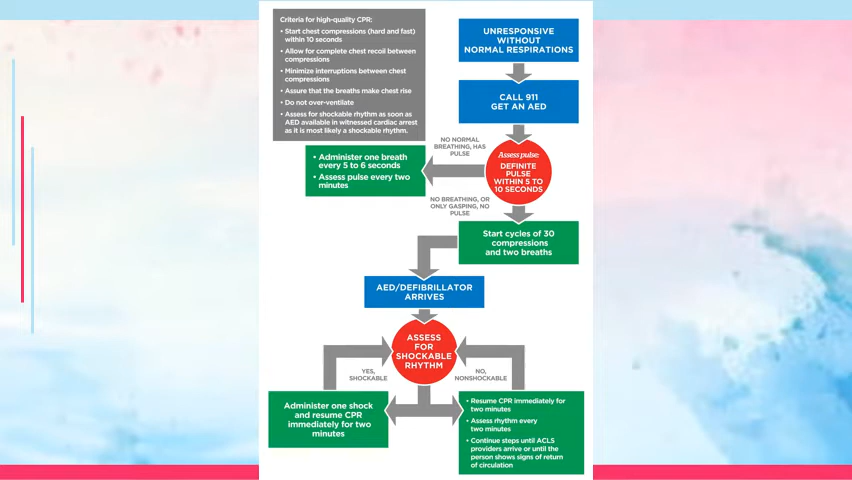 Criteria for high-quality CPR:
• Start chest compressions (hard and fast)
within 10 seconds
• Allow for complete chest recoil between
compressions
• Minimize interruptions between chest
compressions
• Assure that the breaths make chest rise
• Do not over-ventilate
• Assess for shockable rhythm as soon as
AED available in witnessed cardiac arrest
as it is most likely a shockable rhythm.
UNRESPONSIVE
WITHOUT
NORMAL RESPIRATIONS
CALL 911
GET AN AED
Assess pulse:
DEFINITE
PULSE
WITHIN 5 TO
10 SECONDS
NO NORMAL
BREATHING, HAS
PULSE
• Administer one breath
every 5 to 6 seconds
• Assess pulse every two
minutes
NO BREATHING, OR
ONLY GASPING, NO
PULSE
Start cycles of 30
compressions
and two breaths
AED/DEFIBRILLATOR
ARRIVES
ASSESS
FOR
SHOCKABLE
RHYTHM
YES,
SHOCKABLE
NO,
NONSHOCKABLE
Administer one shock
and resume CPR
immediately for two
minutes
• Resume CPR immediately for
two minutes
• Assess rhythm every
two minutes
• Continue steps until ACLS
providers arrive or until the
person shows signs of return
of circulation